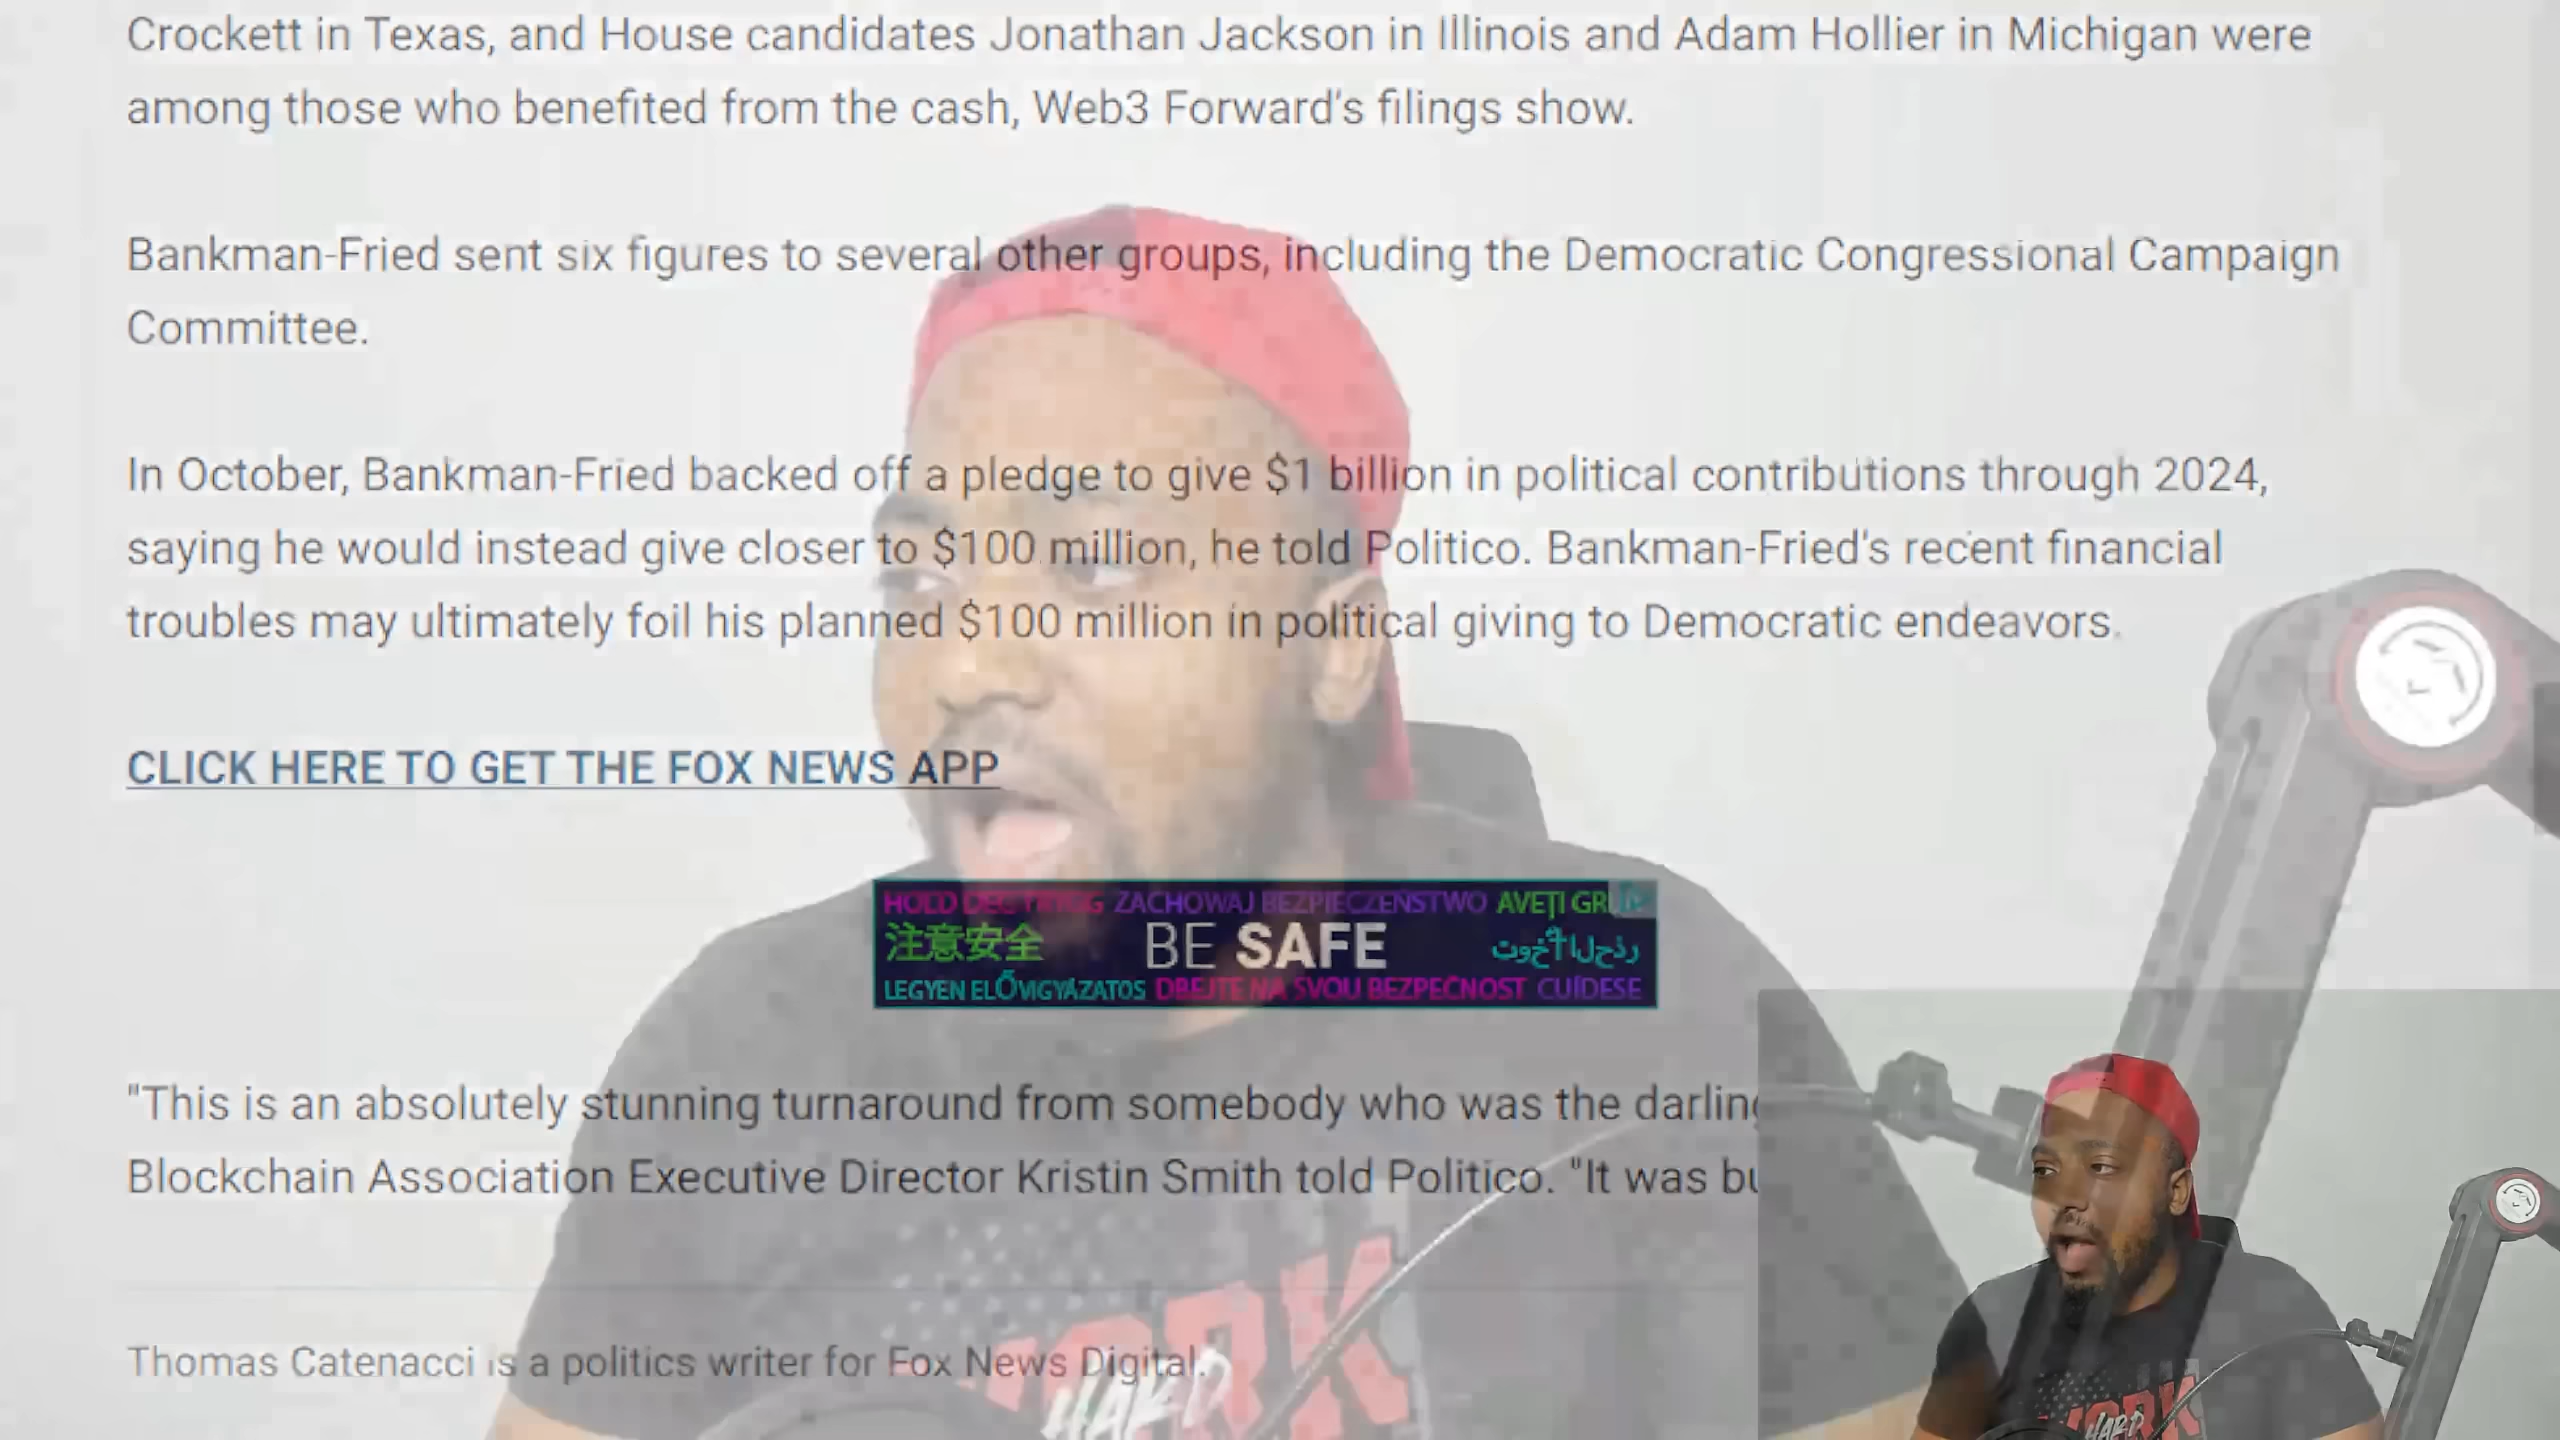 Crockett in Texas, and House candidates Jonathan Jackson in Illinois and Adam Hollier in Michigan were
among those who benefited from the cash, Web3 Forward's filings show.
Bankman-Fried sent six figures to several other groups, including the Democratic Congressional Campaign
Committee.
In October, Bankman-Fried backed off a pledge to give $1 billion in political contributions through 2024,
saying he would instead give closer to $100 million, he told Politico. Bankman-Fried's recent financial
troubles may ultimately foil his planned $100 million in political giving to Democratic endeavors.
CLICK HERE TO GET THE FOX NEWS APP
HOLD DEG TRYGG ZACHOWAJ BEZPIECZEŃSTWO AVEȚI
注意安全 BE SAFE
LEGYEN ELŐVIGYÁZATOS DBEJTE NA SVOU BEZPEČNOST CUÍDESE
"This is an absolutely stunning turnaround from somebody who was the darling
Blockchain Association Executive Director Kristin Smith told Politico. "It was
Thomas Catenacci is a politics writer for Fox News Digital.
HARD
HARD